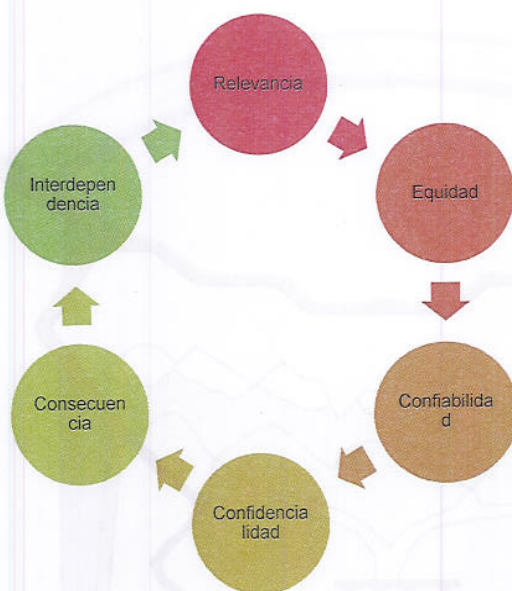 Relevancia
Equidad
Confiabilida
d
Confidencia
lidad
Consecuen
cia
Interdepen
dencia